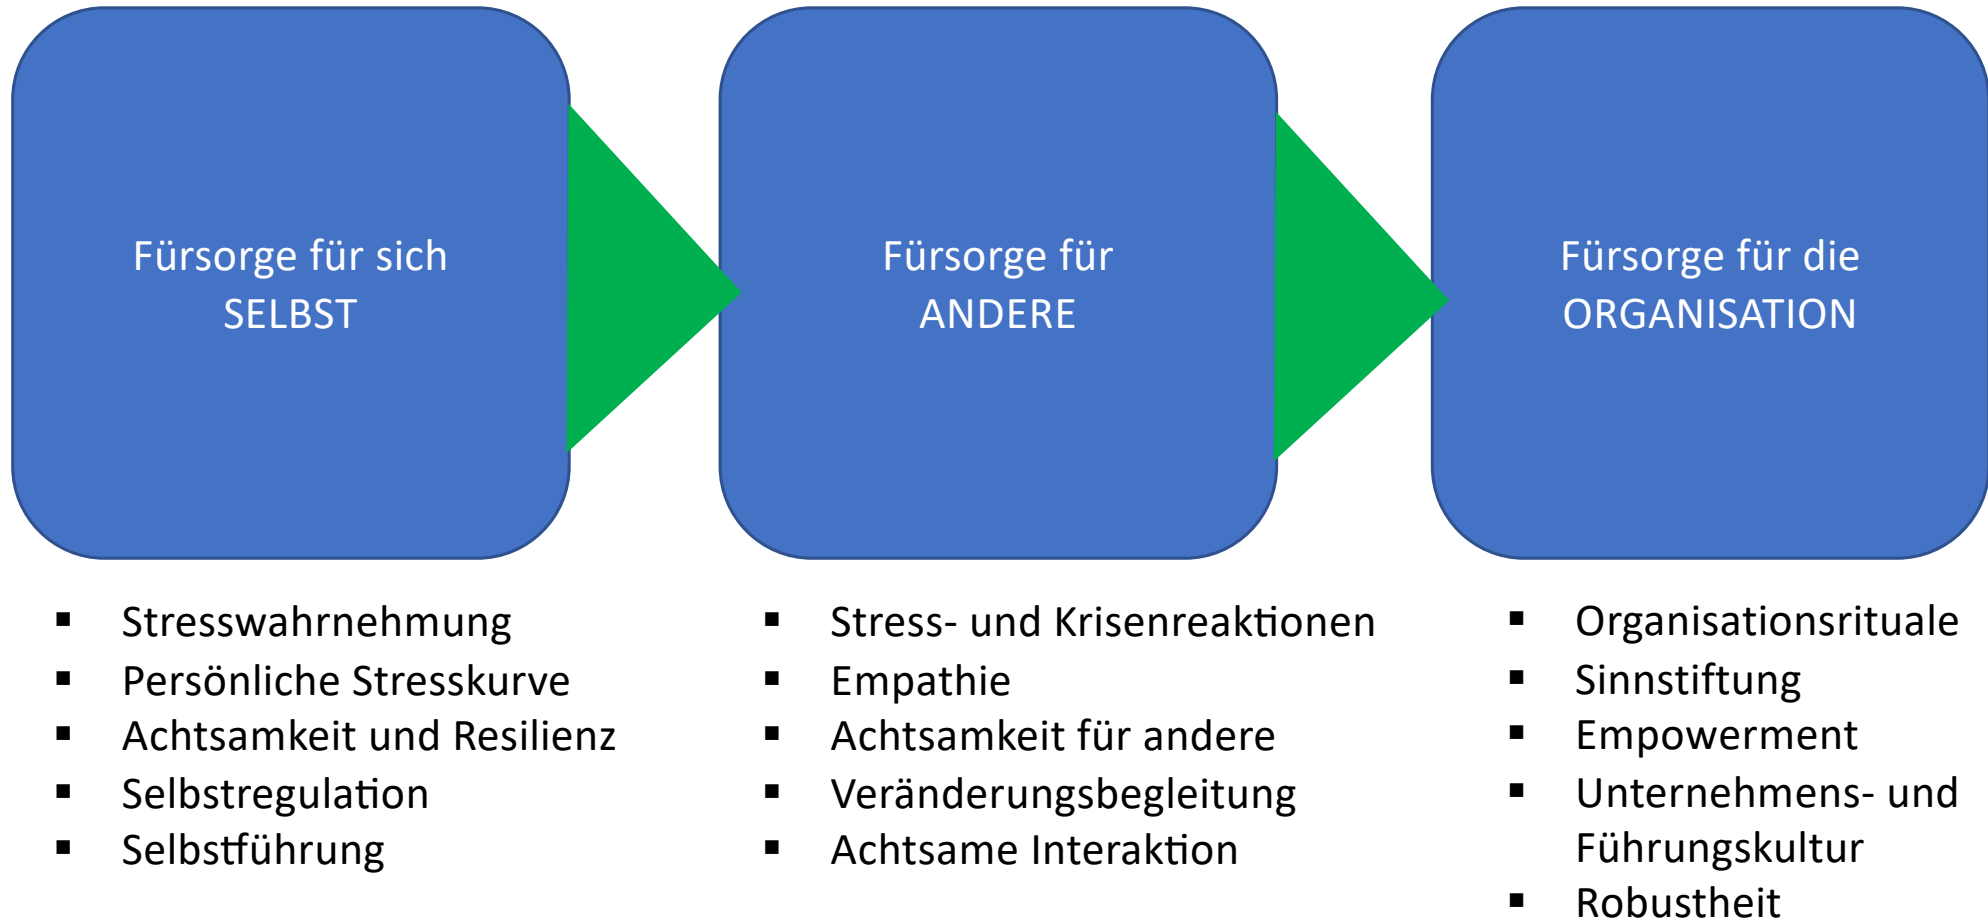 Fürsorge für sich
SELBST
Fürsorge für
ANDERE
Fürsorge für die
ORGANISATION
▪ Stresswahrnehmung
▪ Persönliche Stresskurve
▪ Achtsamkeit und Resilienz
▪ Selbstregulation
▪ Selbstführung
▪ Stress- und Krisenreaktionen
▪ Empathie
▪ Achtsamkeit für andere
▪ Veränderungsbegleitung
▪ Achtsame Interaktion
▪ Organisationsrituale
▪ Sinnstiftung
▪ Empowerment
▪ Unternehmens- und
Führungskultur
▪ Robustheit